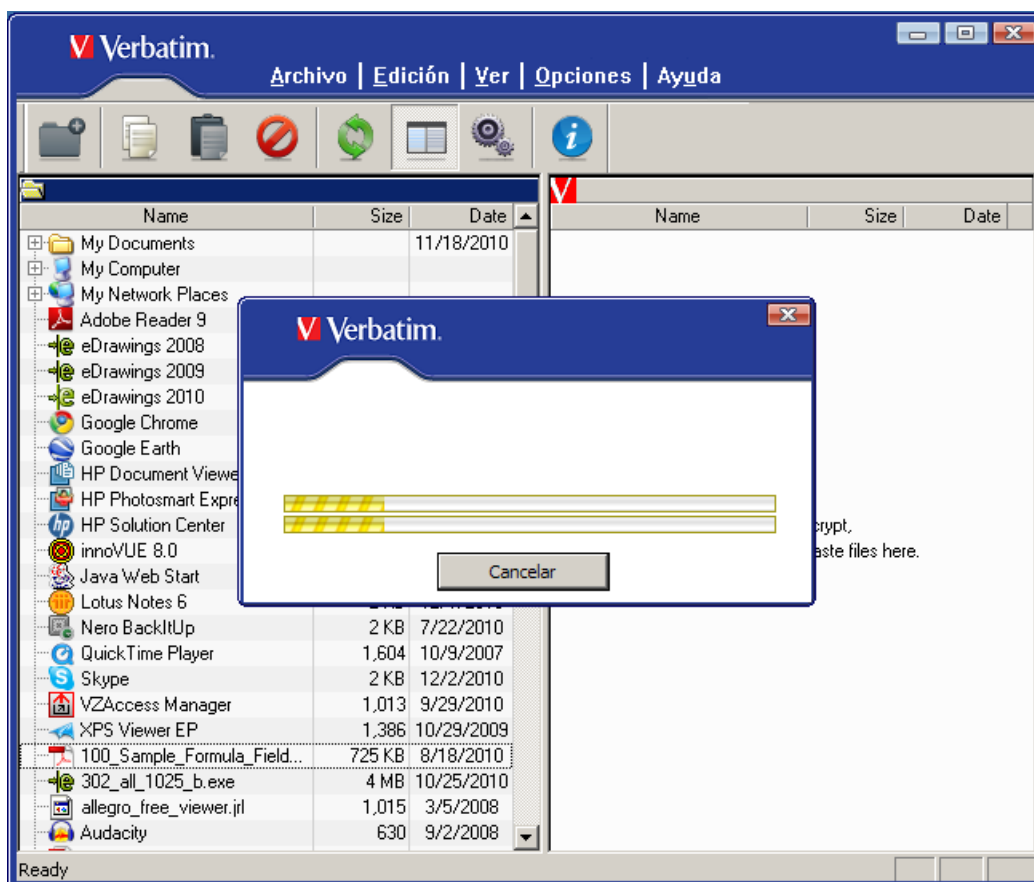 Verbatim.
Archivo | Edición | Ver | Opciones | Ayuda
Name Size Date
Name Size Date
My Documents 11/18/2010
My Computer
My Network Places
Adobe Reader 9
eDrawings 2008
eDrawings 2009
eDrawings 2010
Google Chrome
Google Earth
HP Document Viewe
HP Photosmart Expre
HP Solution Center
innoVUE 8.0
Java Web Start
Lotus Notes 6
Nero BackItUp 2 KB 7/22/2010
QuickTime Player 1,604 10/9/2007
Skype 2 KB 12/2/2010
VZAccess Manager 1,013 9/29/2010
XPS Viewer EP 1,386 10/29/2009
100_Sample_Formula_Field... 725 KB 8/18/2010
302_all_1025_b.exe 4 MB 10/25/2010
allegro_free_viewer.jrl 1,015 3/5/2008
Audacity 630 9/2/2008
Verbatim.
Cancelar
crypt,
aste files here.
Ready